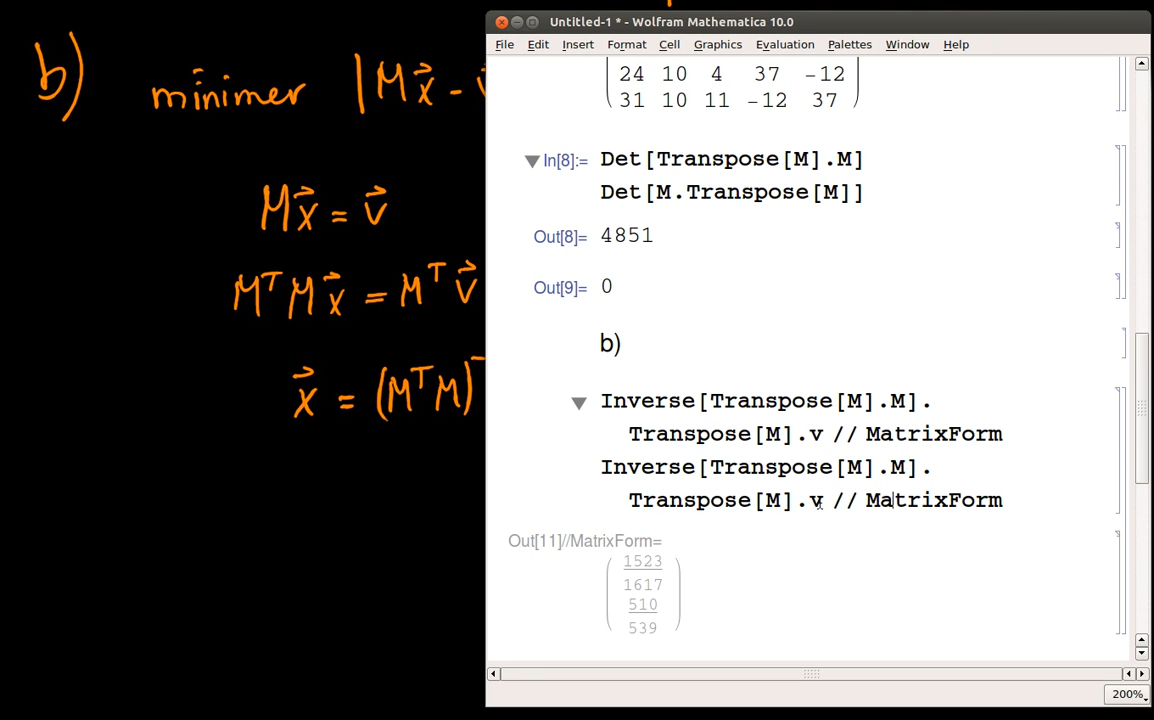 b) minimer |Mx⃗ -
Mx⃗ = v⃗
MᵀMx⃗ = Mᵀv⃗
x⃗ = (MᵀM)⁻
Untitled-1 * - Wolfram Mathematica 10.0
File Edit Insert Format Cell Graphics Evaluation Palettes Window Help
24 10 4 37 -12
31 10 11 -12 37
In[8]:= Det[Transpose[M].M]
Det[M.Transpose[M]]
Out[8]= 4851
Out[9]= 0
b)
Inverse[Transpose[M].M].
Transpose[M].v // MatrixForm
Inverse[Transpose[M].M].
Transpose[M].v // MatrixForm
Out[11]//MatrixForm=
1523
1617
510
539
200%